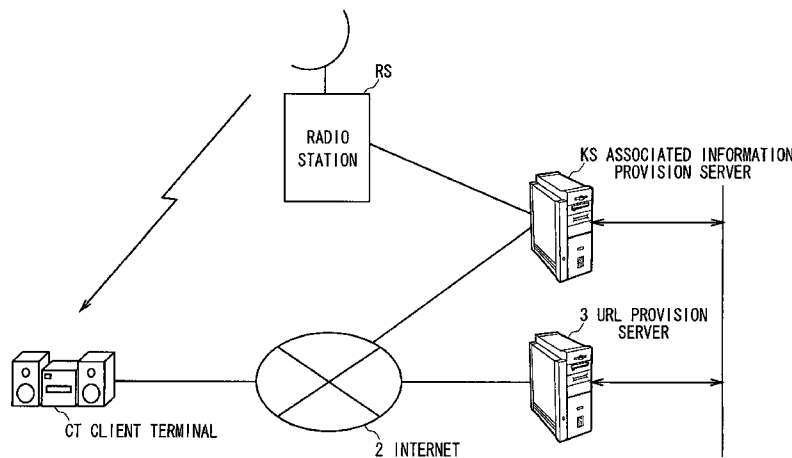 RS
RADIO
STATION
KS ASSOCIATED INFORMATION
PROVISION SERVER
3 URL PROVISION
SERVER
CT CLIENT TERMINAL
2 INTERNET